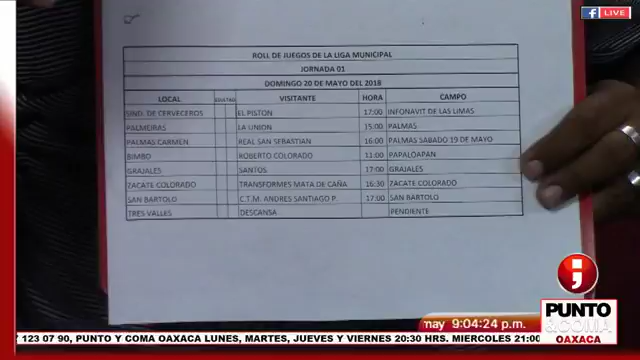 f LIVE
ROLL DE JUEGOS DE LA LIGA MUNICIPAL
JORNADA 01
DOMINGO 20 DE MAYO DEL 2018
LOCAL VISITANTE HORA CAMPO
SIND. DE CERVECEROS EL PISTON 17:00 INFONAVIT DE LAS LIMAS
PALMEIRAS LA UNION 15:00 PALMAS
PALMAS CARMEN REAL SAN SEBASTIAN 16:00 PALMAS SABADO 19 DE MAYO
BIMBO ROBERTO COLORADO 11:00 PAPALOAPAN
GRAJALES SANTOS 17:00 GRAJALES
ZACATE COLORADO TRANSFORMES MATA DE CAÑA 16:30 ZACATE COLORADO
SAN BARTOLO C.T.M. ANDRES SANTIAGO P. 17:00 SAN BARTOLO
TRES VALLES DESCANSA PENDIENTE
may 9:04:24 p.m.
PUNTO
&COMA
OAXACA
7 123 07 90, PUNTO Y COMA OAXACA LUNES, MARTES, JUEVES Y VIERNES 20:30 HRS. MIERCOLES 21:00